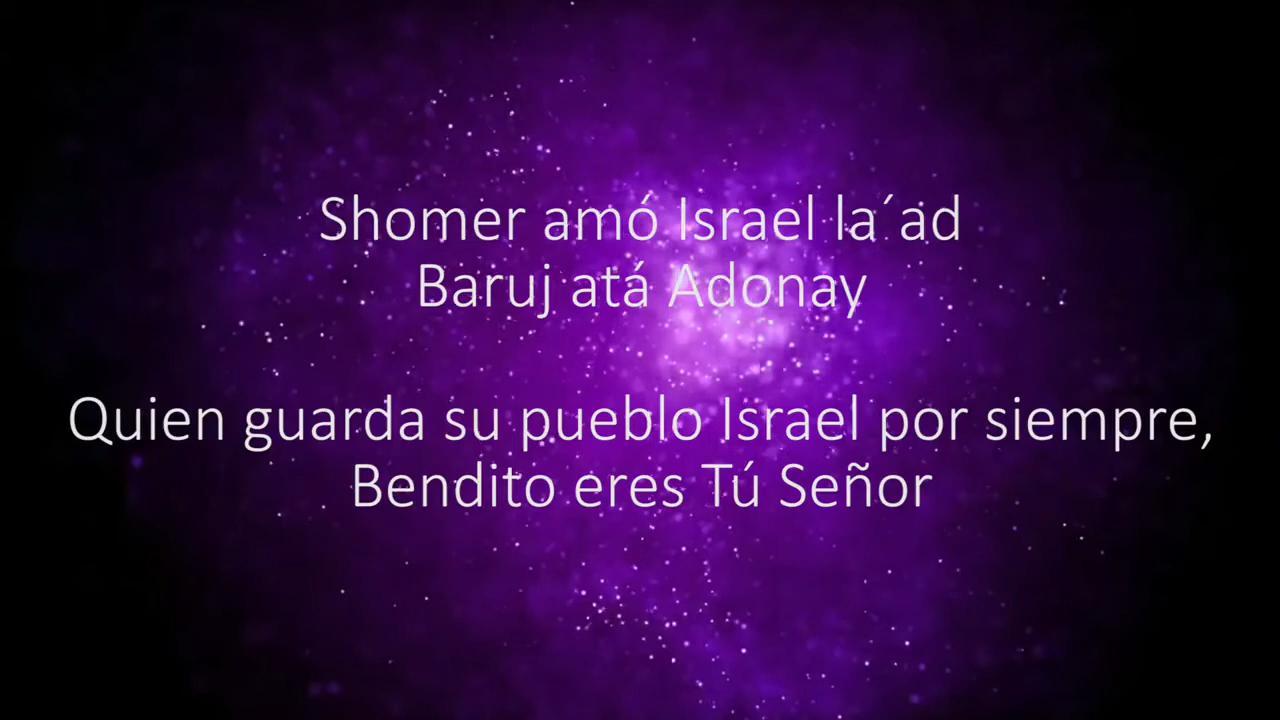 Shomer amó Israel la´ad
Baruj atá Adonay
Quien guarda su pueblo Israel por siempre,
Bendito eres Tú Señor